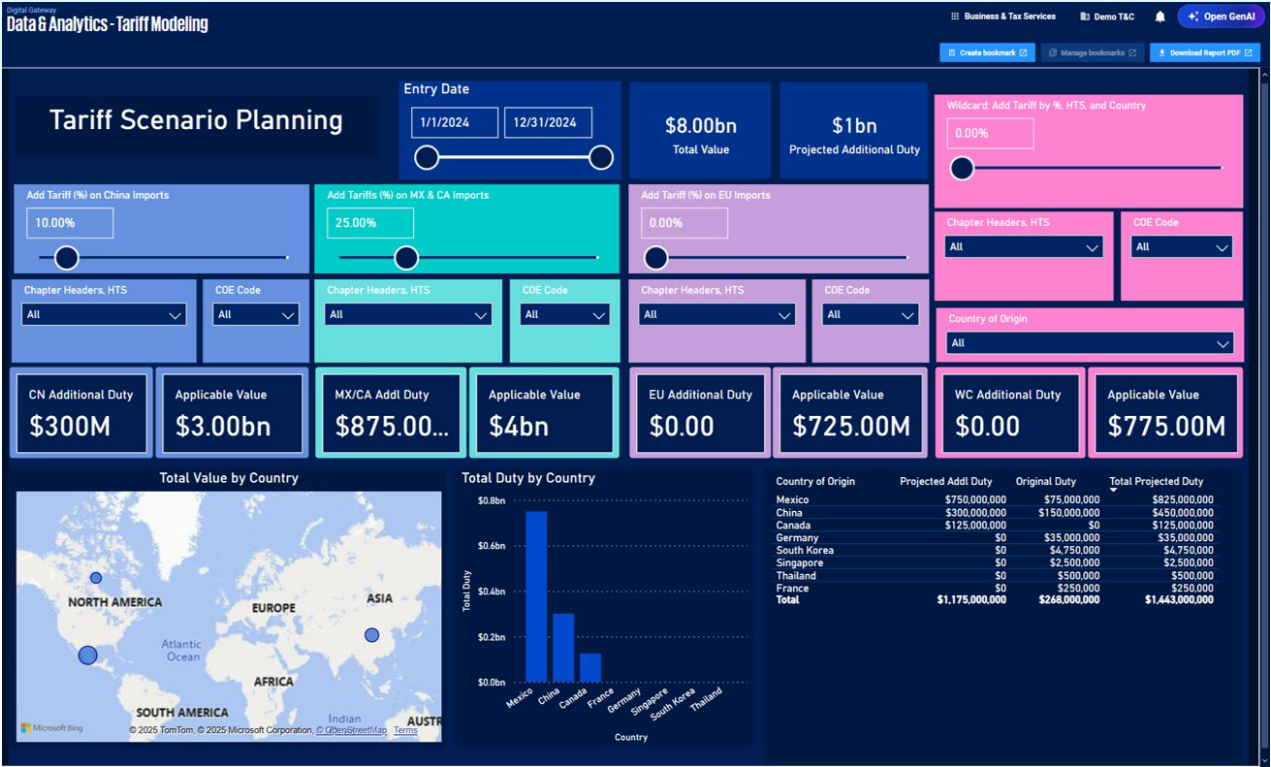 Digital Gateway
Data & Analytics - Tariff Modeling
Business & Tax Services
Demo T&C
Open GenAI
Create bookmark
Manage bookmarks
Download Report PDF
Tariff Scenario Planning
Entry Date
1/1/2024
12/31/2024
$8.00bn
Total Value
$1bn
Projected Additional Duty
Wildcard: Add Tariff by %, HTS, and Country
0.00%
Add Tariff (%) on China Imports
10.00%
Add Tariffs (%) on MX & CA Imports
25.00%
Add Tariff (%) on EU Imports
0.00%
Chapter Headers, HTS
All
COE Code
All
Chapter Headers, HTS
All
COE Code
All
Chapter Headers, HTS
All
COE Code
All
Chapter Headers, HTS
All
COE Code
All
Country of Origin
All
CN Additional Duty
$300M
Applicable Value
$3.00bn
MX/CA Addl Duty
$875.00...
Applicable Value
$4bn
EU Additional Duty
$0.00
Applicable Value
$725.00M
WC Additional Duty
$0.00
Applicable Value
$775.00M
Total Value by Country
NORTH AMERICA
EUROPE
ASIA
Atlantic
Ocean
AFRICA
SOUTH AMERICA
Indian
AUSTR
Microsoft Bing
© 2025 TomTom, © 2025 Microsoft Corporation, © OpenStreetMap Terms
Total Duty by Country
$0.8bn
$0.6bn
$0.4bn
$0.2bn
$0.0bn
Total Duty
Mexico
China
Canada
France
Germany
Singapore
South Korea
Thailand
Country
Country of Origin Projected Addl Duty Original Duty Total Projected Duty
Mexico $750,000,000 $75,000,000 $825,000,000
China $300,000,000 $150,000,000 $450,000,000
Canada $125,000,000 $0 $125,000,000
Germany $0 $35,000,000 $35,000,000
South Korea $0 $4,750,000 $4,750,000
Singapore $0 $2,500,000 $2,500,000
Thailand $0 $500,000 $500,000
France $0 $250,000 $250,000
Total $1,175,000,000 $268,000,000 $1,443,000,000